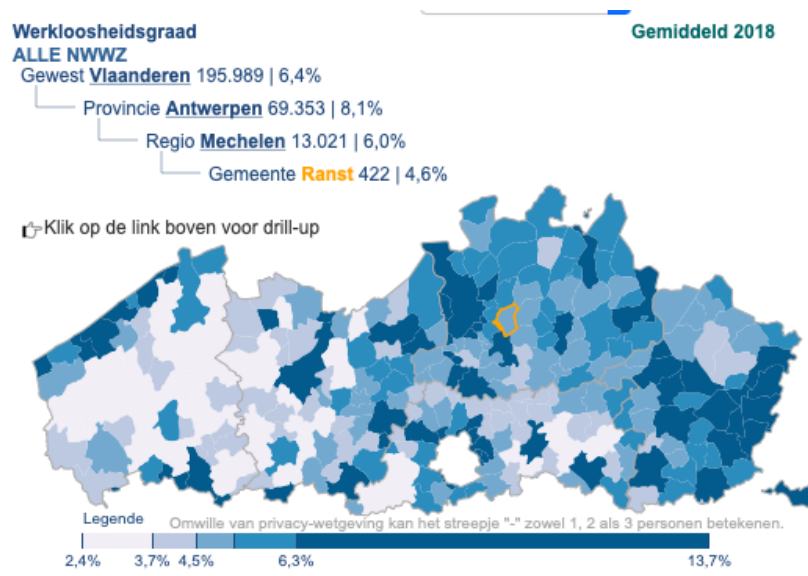 Werkloosheidsgraad
Gemiddeld 2018
ALLE NWWZ
Gewest Vlaanderen 195.989 | 6,4%
Provincie Antwerpen 69.353 | 8,1%
Regio Mechelen 13.021 | 6,0%
Gemeente Ranst 422 | 4,6%
Klik op de link boven voor drill-up
Legende
Omwille van privacy-wetgeving kan het streepje "-" zowel 1, 2 als 3 personen betekenen.
2,4% 3,7% 4,5% 6,3% 13,7%